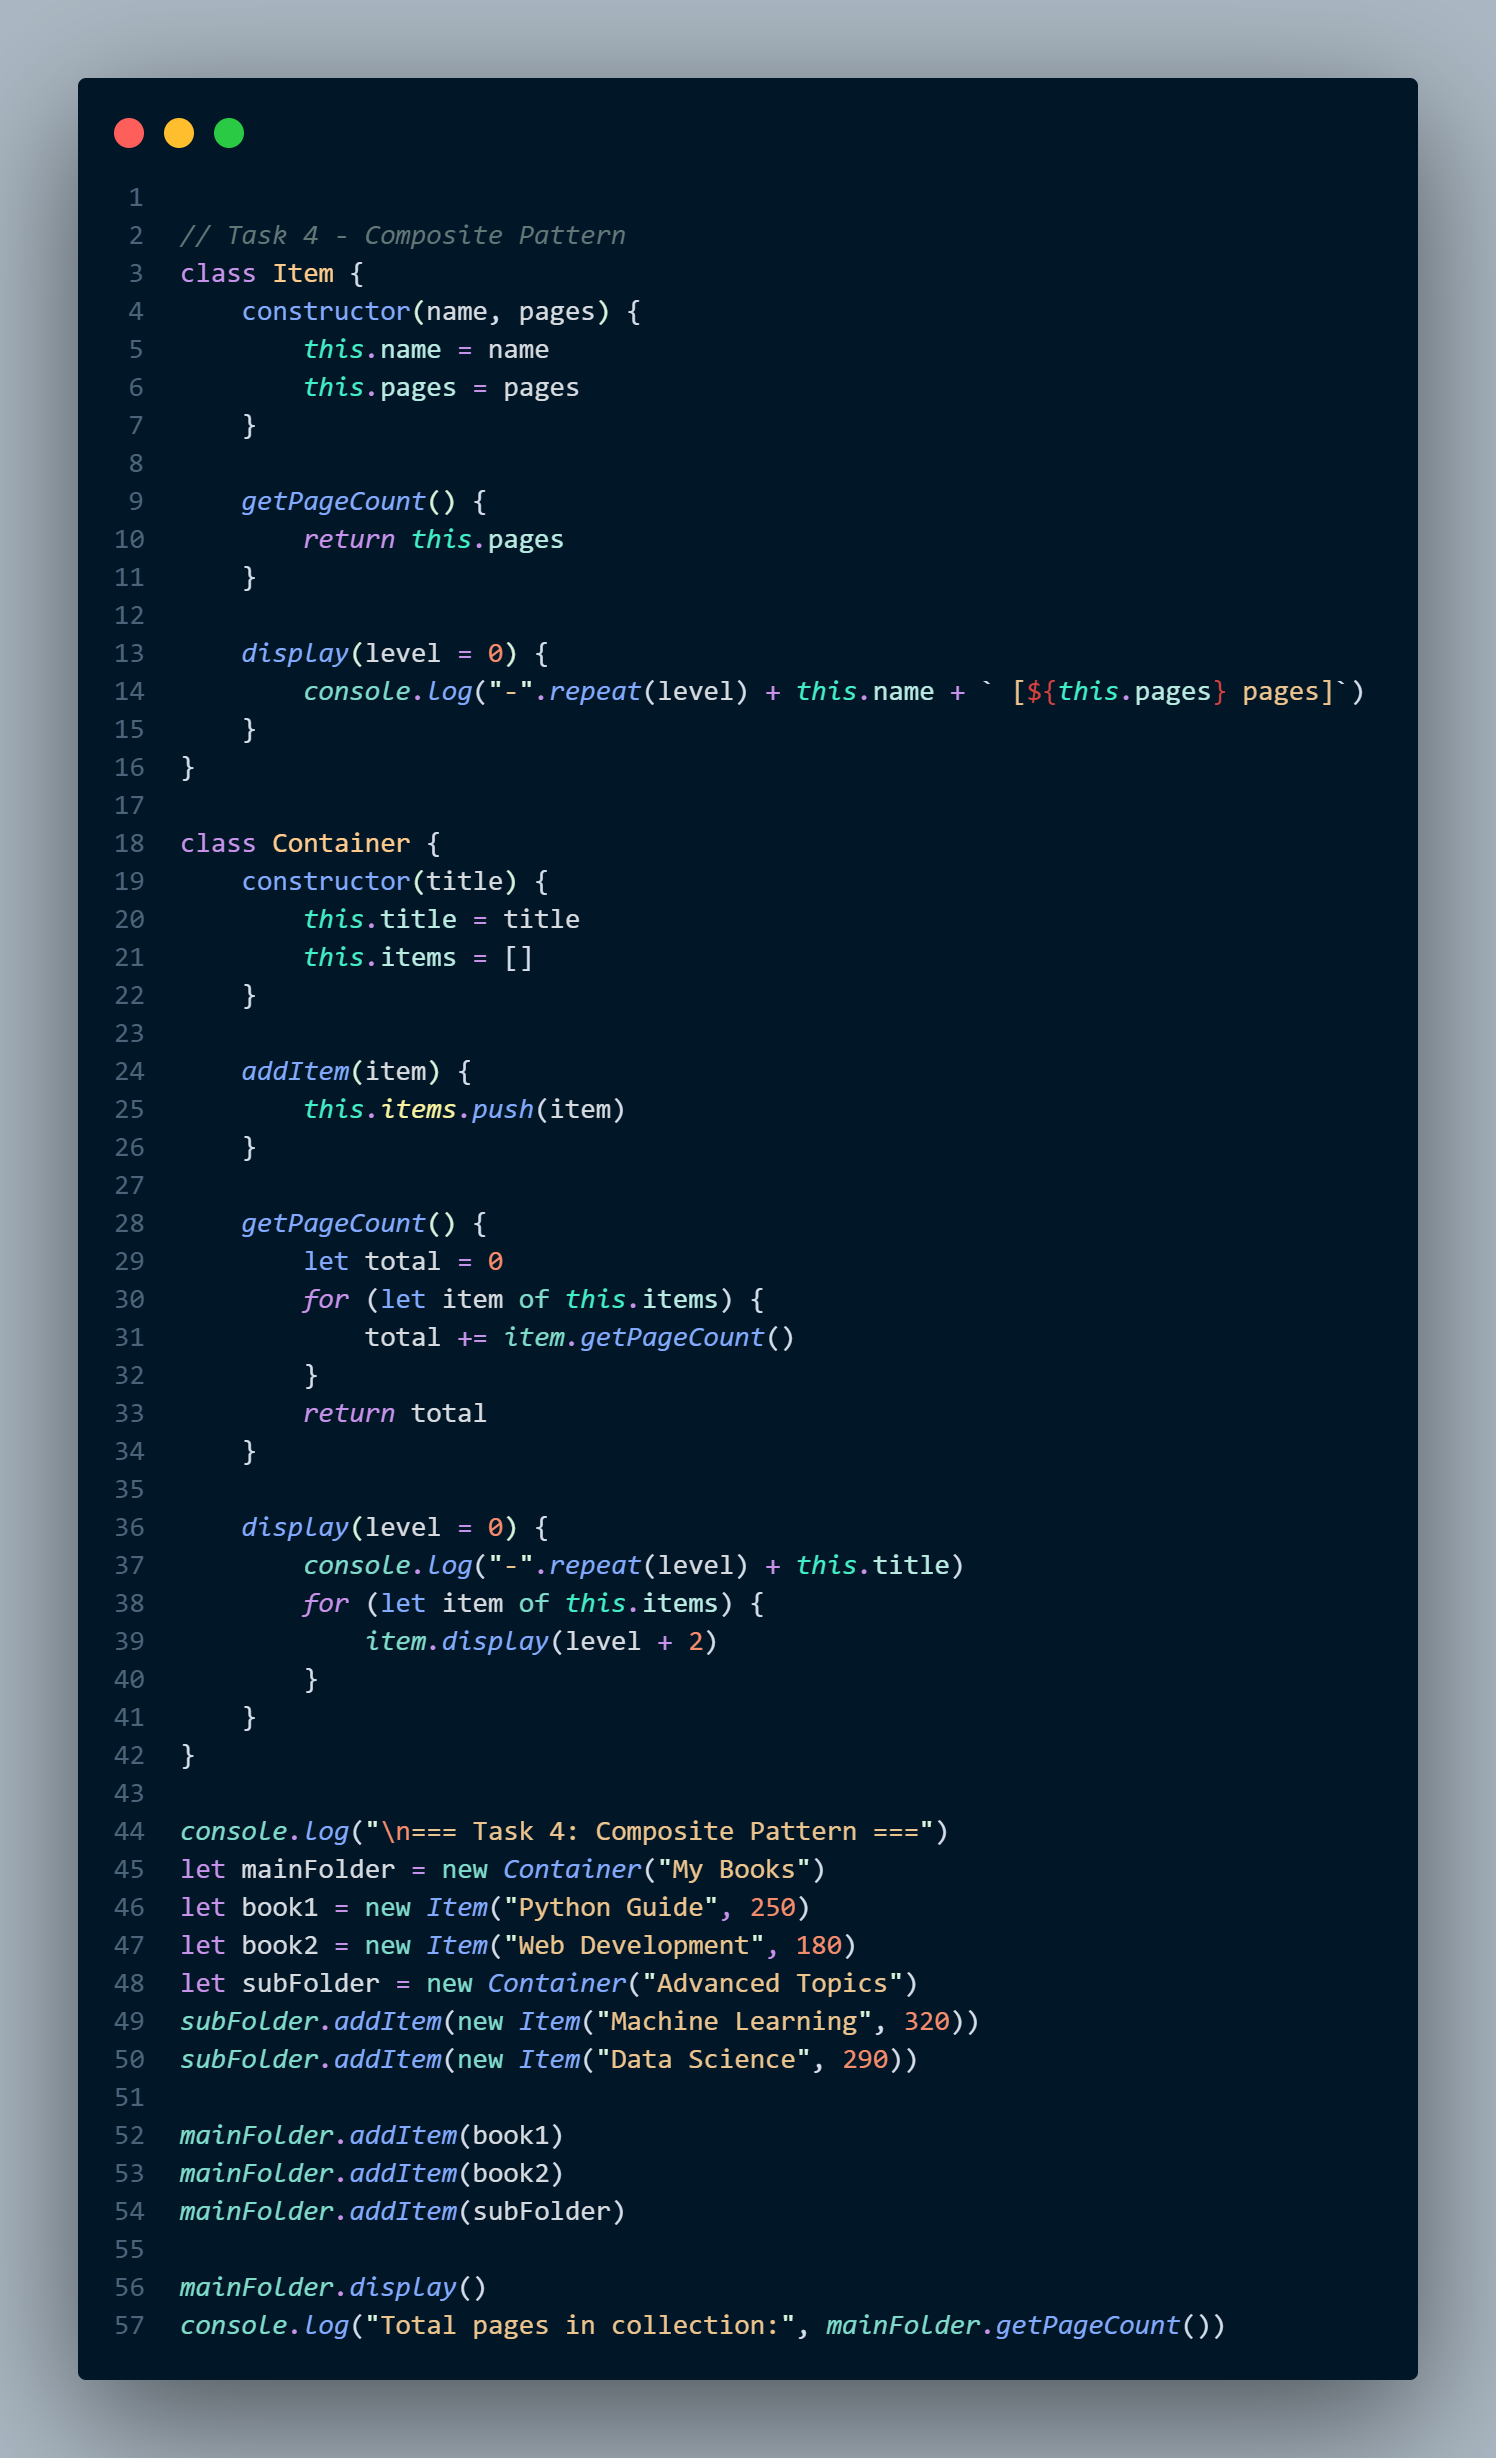 1
2 // Task 4 - Composite Pattern
3 class Item {
4     constructor(name, pages) {
5         this.name = name
6         this.pages = pages
7     }
8
9     getPageCount() {
10         return this.pages
11     }
12
13     display(level = 0) {
14         console.log("-".repeat(level) + this.name + ` [${this.pages} pages]`)
15     }
16 }
17
18 class Container {
19     constructor(title) {
20         this.title = title
21         this.items = []
22     }
23
24     addItem(item) {
25         this.items.push(item)
26     }
27
28     getPageCount() {
29         let total = 0
30         for (let item of this.items) {
31             total += item.getPageCount()
32         }
33         return total
34     }
35
36     display(level = 0) {
37         console.log("-".repeat(level) + this.title)
38         for (let item of this.items) {
39             item.display(level + 2)
40         }
41     }
42 }
43
44 console.log("\n=== Task 4: Composite Pattern ===")
45 let mainFolder = new Container("My Books")
46 let book1 = new Item("Python Guide", 250)
47 let book2 = new Item("Web Development", 180)
48 let subFolder = new Container("Advanced Topics")
49 subFolder.addItem(new Item("Machine Learning", 320))
50 subFolder.addItem(new Item("Data Science", 290))
51
52 mainFolder.addItem(book1)
53 mainFolder.addItem(book2)
54 mainFolder.addItem(subFolder)
55
56 mainFolder.display()
57 console.log("Total pages in collection:", mainFolder.getPageCount())